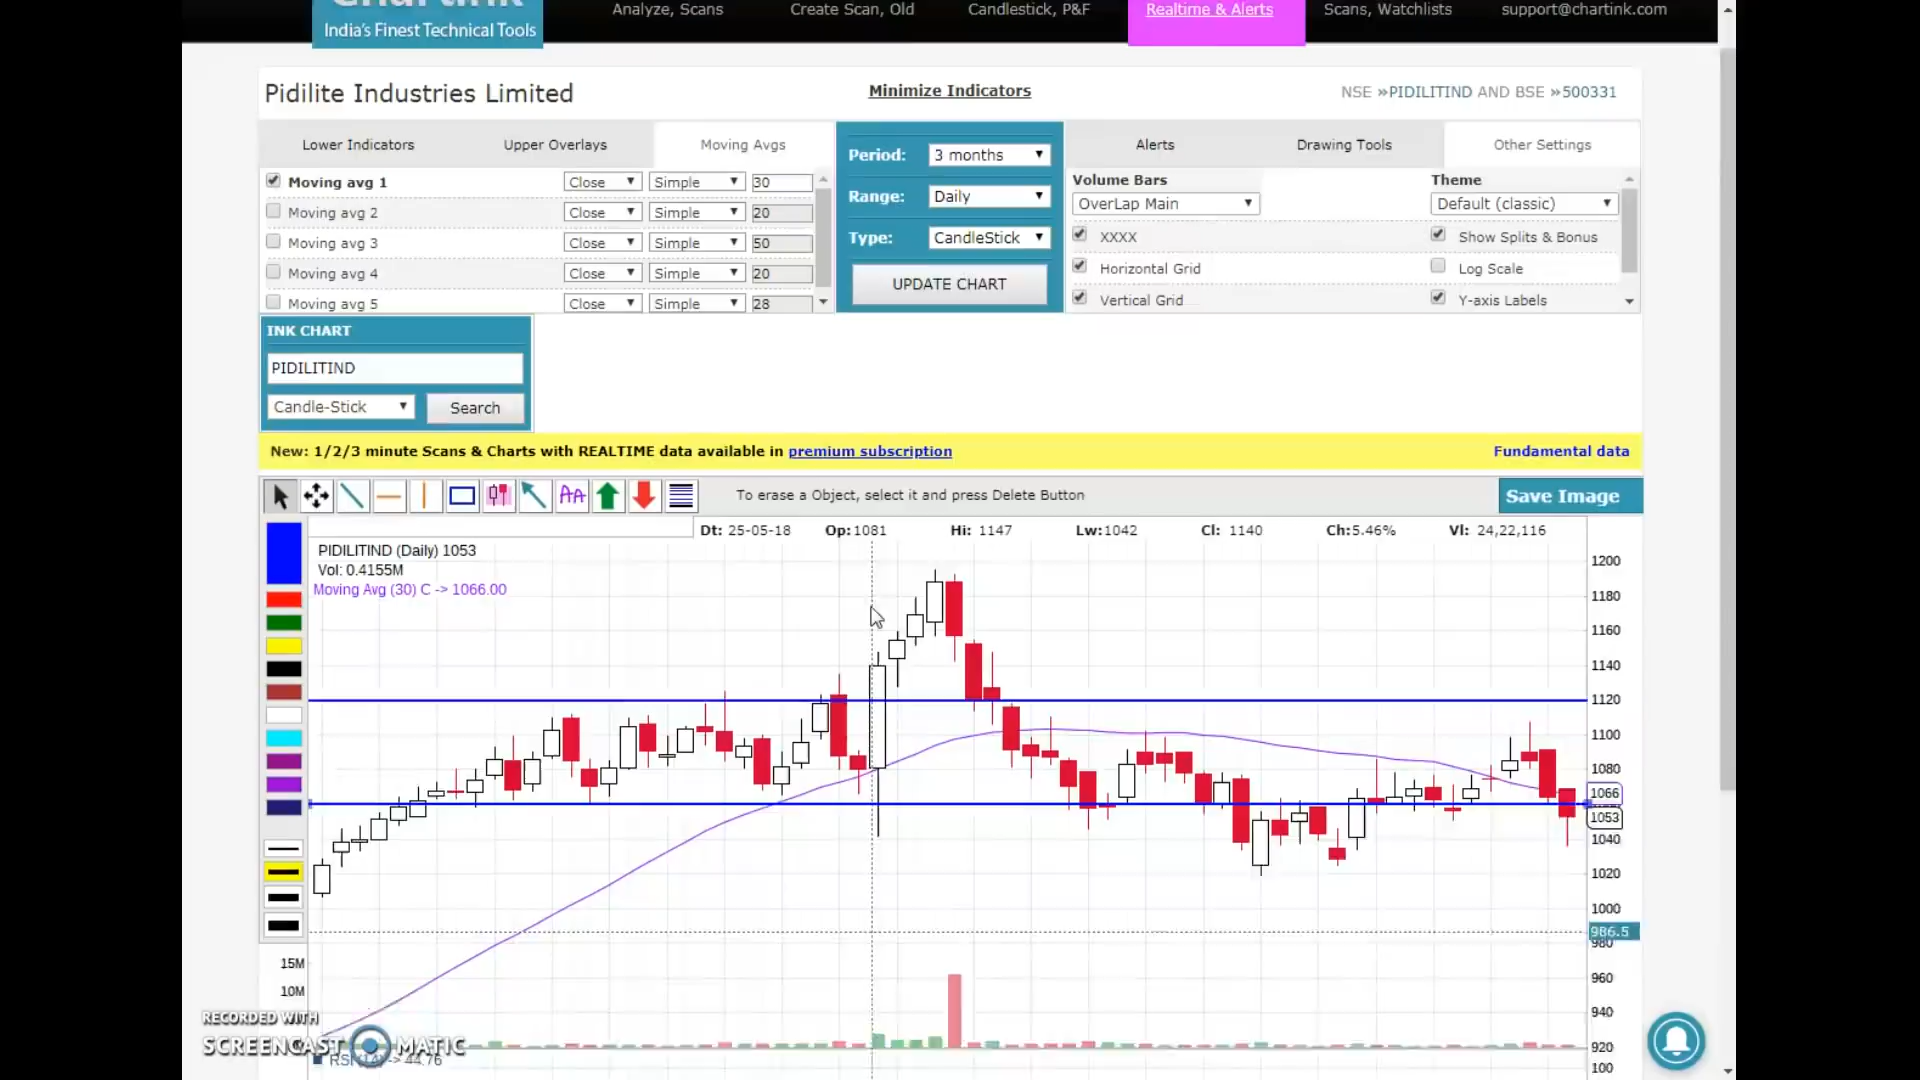 Chartink
India's Finest Technical Tools
Analyze, Scans
Create Scan, Old
Candlestick, P&F
Realtime & Alerts
Scans, Watchlists
support@chartink.com
Pidilite Industries Limited
Minimize Indicators
NSE »PIDILITIND AND BSE »500331
Lower Indicators
Upper Overlays
Moving Avgs
Alerts
Drawing Tools
Other Settings
Moving avg 1 Close Simple 30
Moving avg 2 Close Simple 20
Moving avg 3 Close Simple 50
Moving avg 4 Close Simple 20
Moving avg 5 Close Simple 28
Period: 3 months
Range: Daily
Type: CandleStick
UPDATE CHART
Volume Bars
OverLap Main
XXXX
Horizontal Grid
Vertical Grid
Theme
Default (classic)
Show Splits & Bonus
Log Scale
Y-axis Labels
INK CHART
PIDILITIND
Candle-Stick
Search
New: 1/2/3 minute Scans & Charts with REALTIME data available in premium subscription
Fundamental data
AA
To erase a Object, select it and press Delete Button
Save Image
Dt: 25-05-18 Op:1081 Hi: 1147 Lw:1042 Cl: 1140 Ch:5.46% Vl: 24,22,116
PIDILITIND (Daily) 1053
Vol: 0.4155M
Moving Avg (30) C -> 1066.00
1200
1180
1160
1140
1120
1100
1080
1066
1053
1040
1020
1000
986.5
980
960
940
920
100
15M
10M
RECORDED WITH
SCREENCAST MATIC
RSI(14) -> 44.76